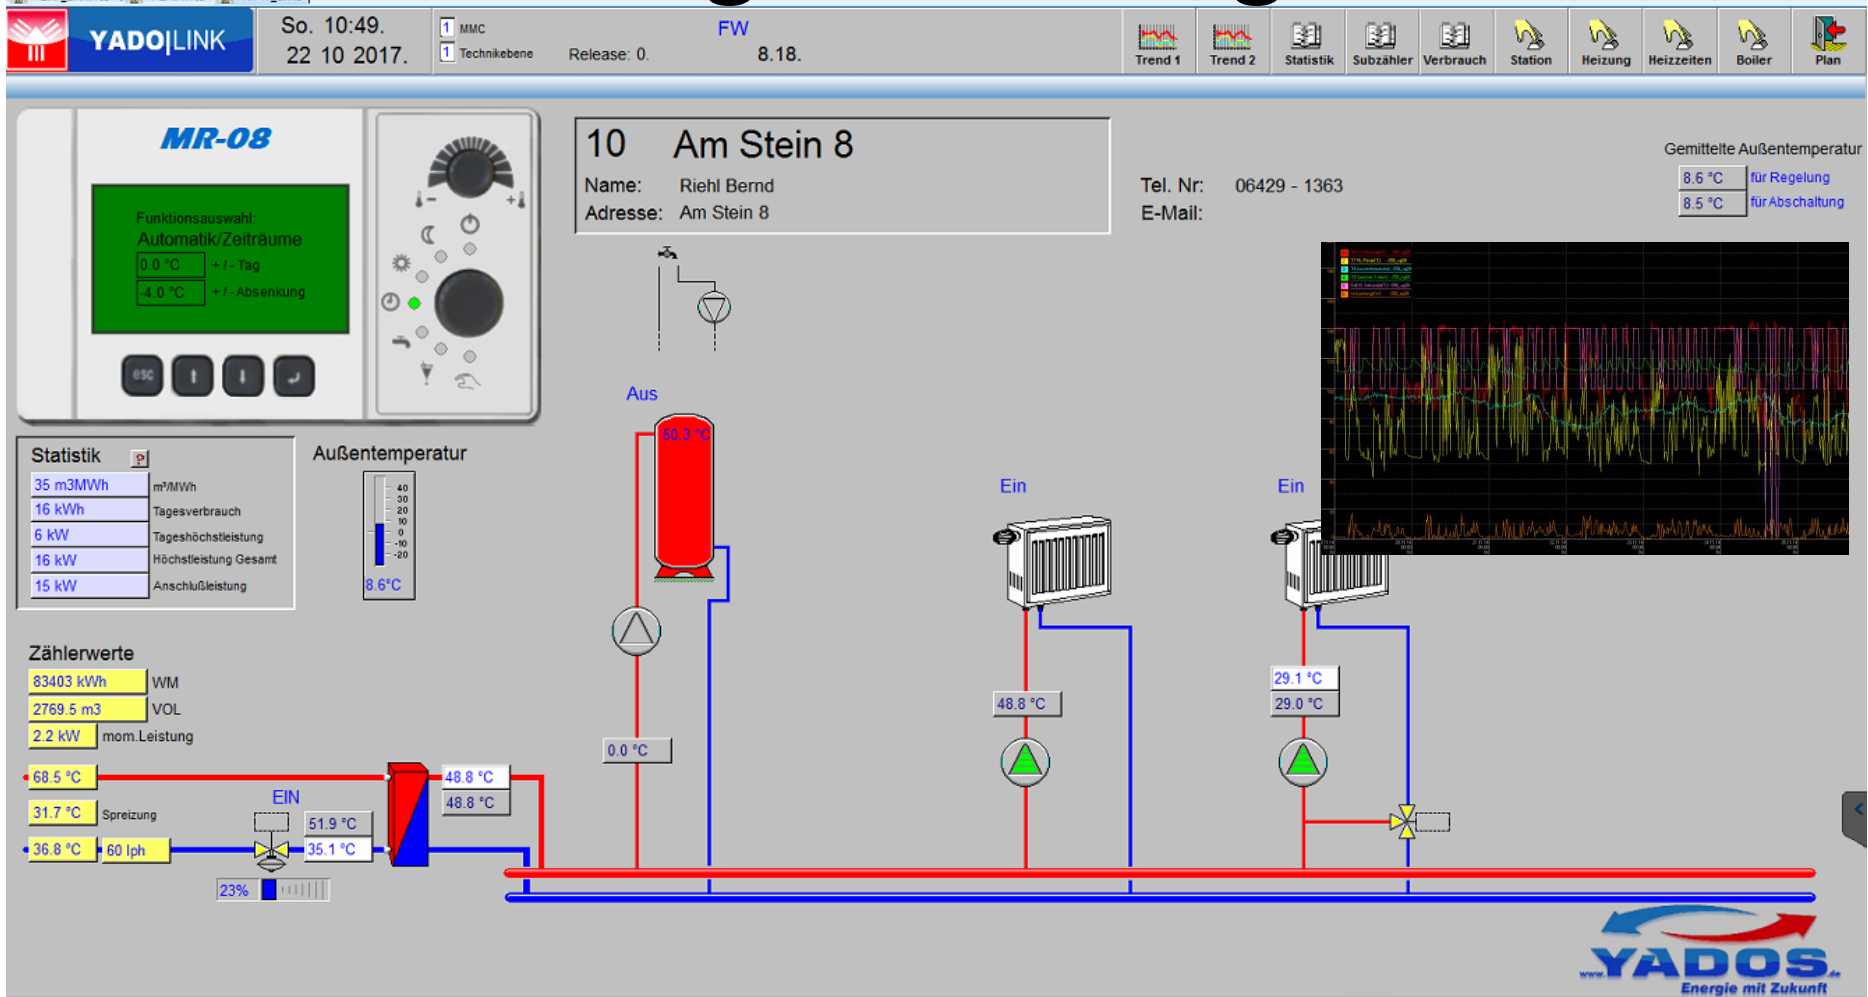 YADO|LINK
So. 10:49.
22 10 2017.
1 MMC
1 Technikebene
Release: 0.
FW
8.18.
Trend 1
Trend 2
Statistik
Subzähler
Verbrauch
Station
Heizung
Heizzeiten
Boiler
Plan
MR-08
Funktionsauswahl:
Automatik/Zeiträume
0.0 °C +/-Tag
-4.0 °C +/-Absenkung
esc
10 Am Stein 8
Name: Riehl Bernd
Adresse: Am Stein 8
Tel. Nr: 06429 - 1363
E-Mail:
Gemittelte Außentemperatur
8.6 °C für Regelung
8.5 °C für Abschaltung
Statistik ?
35 m3MWh m³/MWh
16 kWh Tagesverbrauch
6 kW Tageshöchstleistung
16 kW Höchstleistung Gesamt
15 kW Anschlußleistung
Außentemperatur
40
30
20
10
0
-10
-20
8.6°C
Aus
50.3 °C
0.0 °C
Ein
48.8 °C
Ein
29.1 °C
29.0 °C
Zählerwerte
83403 kWh WM
2769.5 m3 VOL
2.2 kW mom.Leistung
68.5 °C
31.7 °C Spreizung
36.8 °C 60 lph
EIN
51.9 °C
35.1 °C
23%
48.8 °C
48.8 °C
www.YADOS.de
Energie mit Zukunft